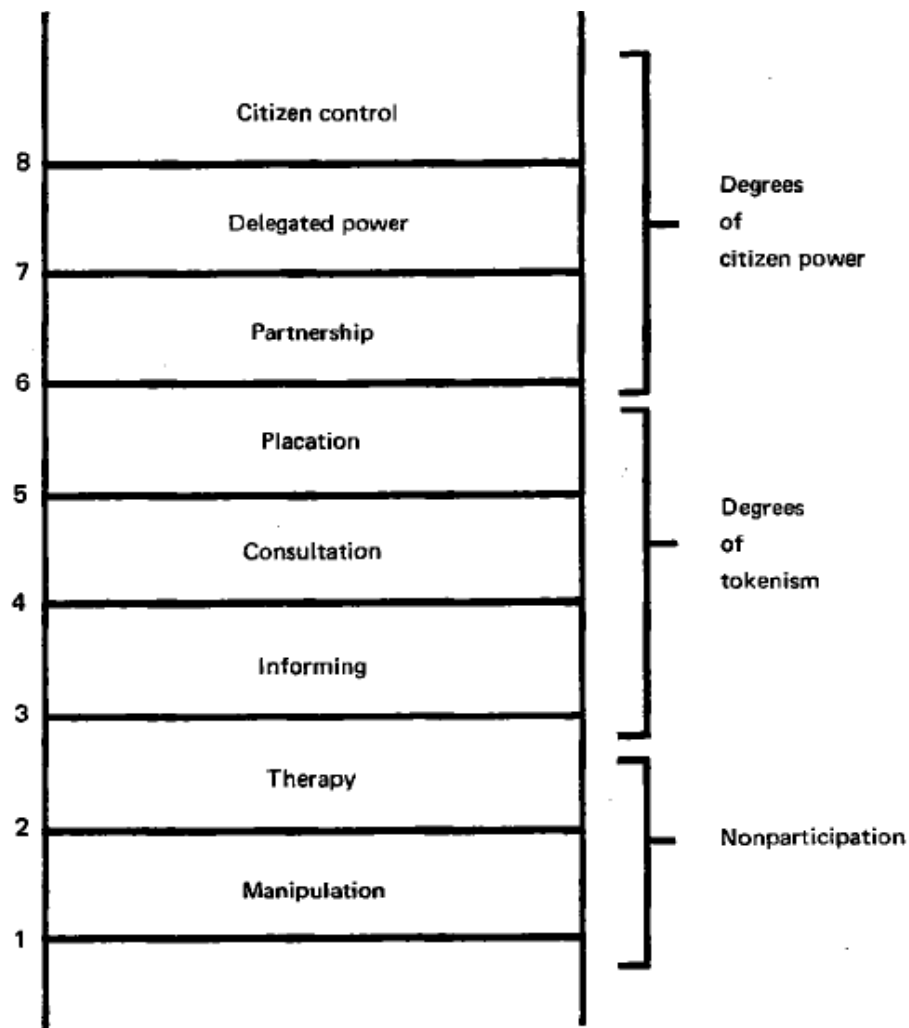 Citizen control
8
Delegated power
7
Partnership
6
Placation
5
Consultation
4
Informing
3
Therapy
2
Manipulation
1
Degrees
of
citizen power
Degrees
of
tokenism
Nonparticipation